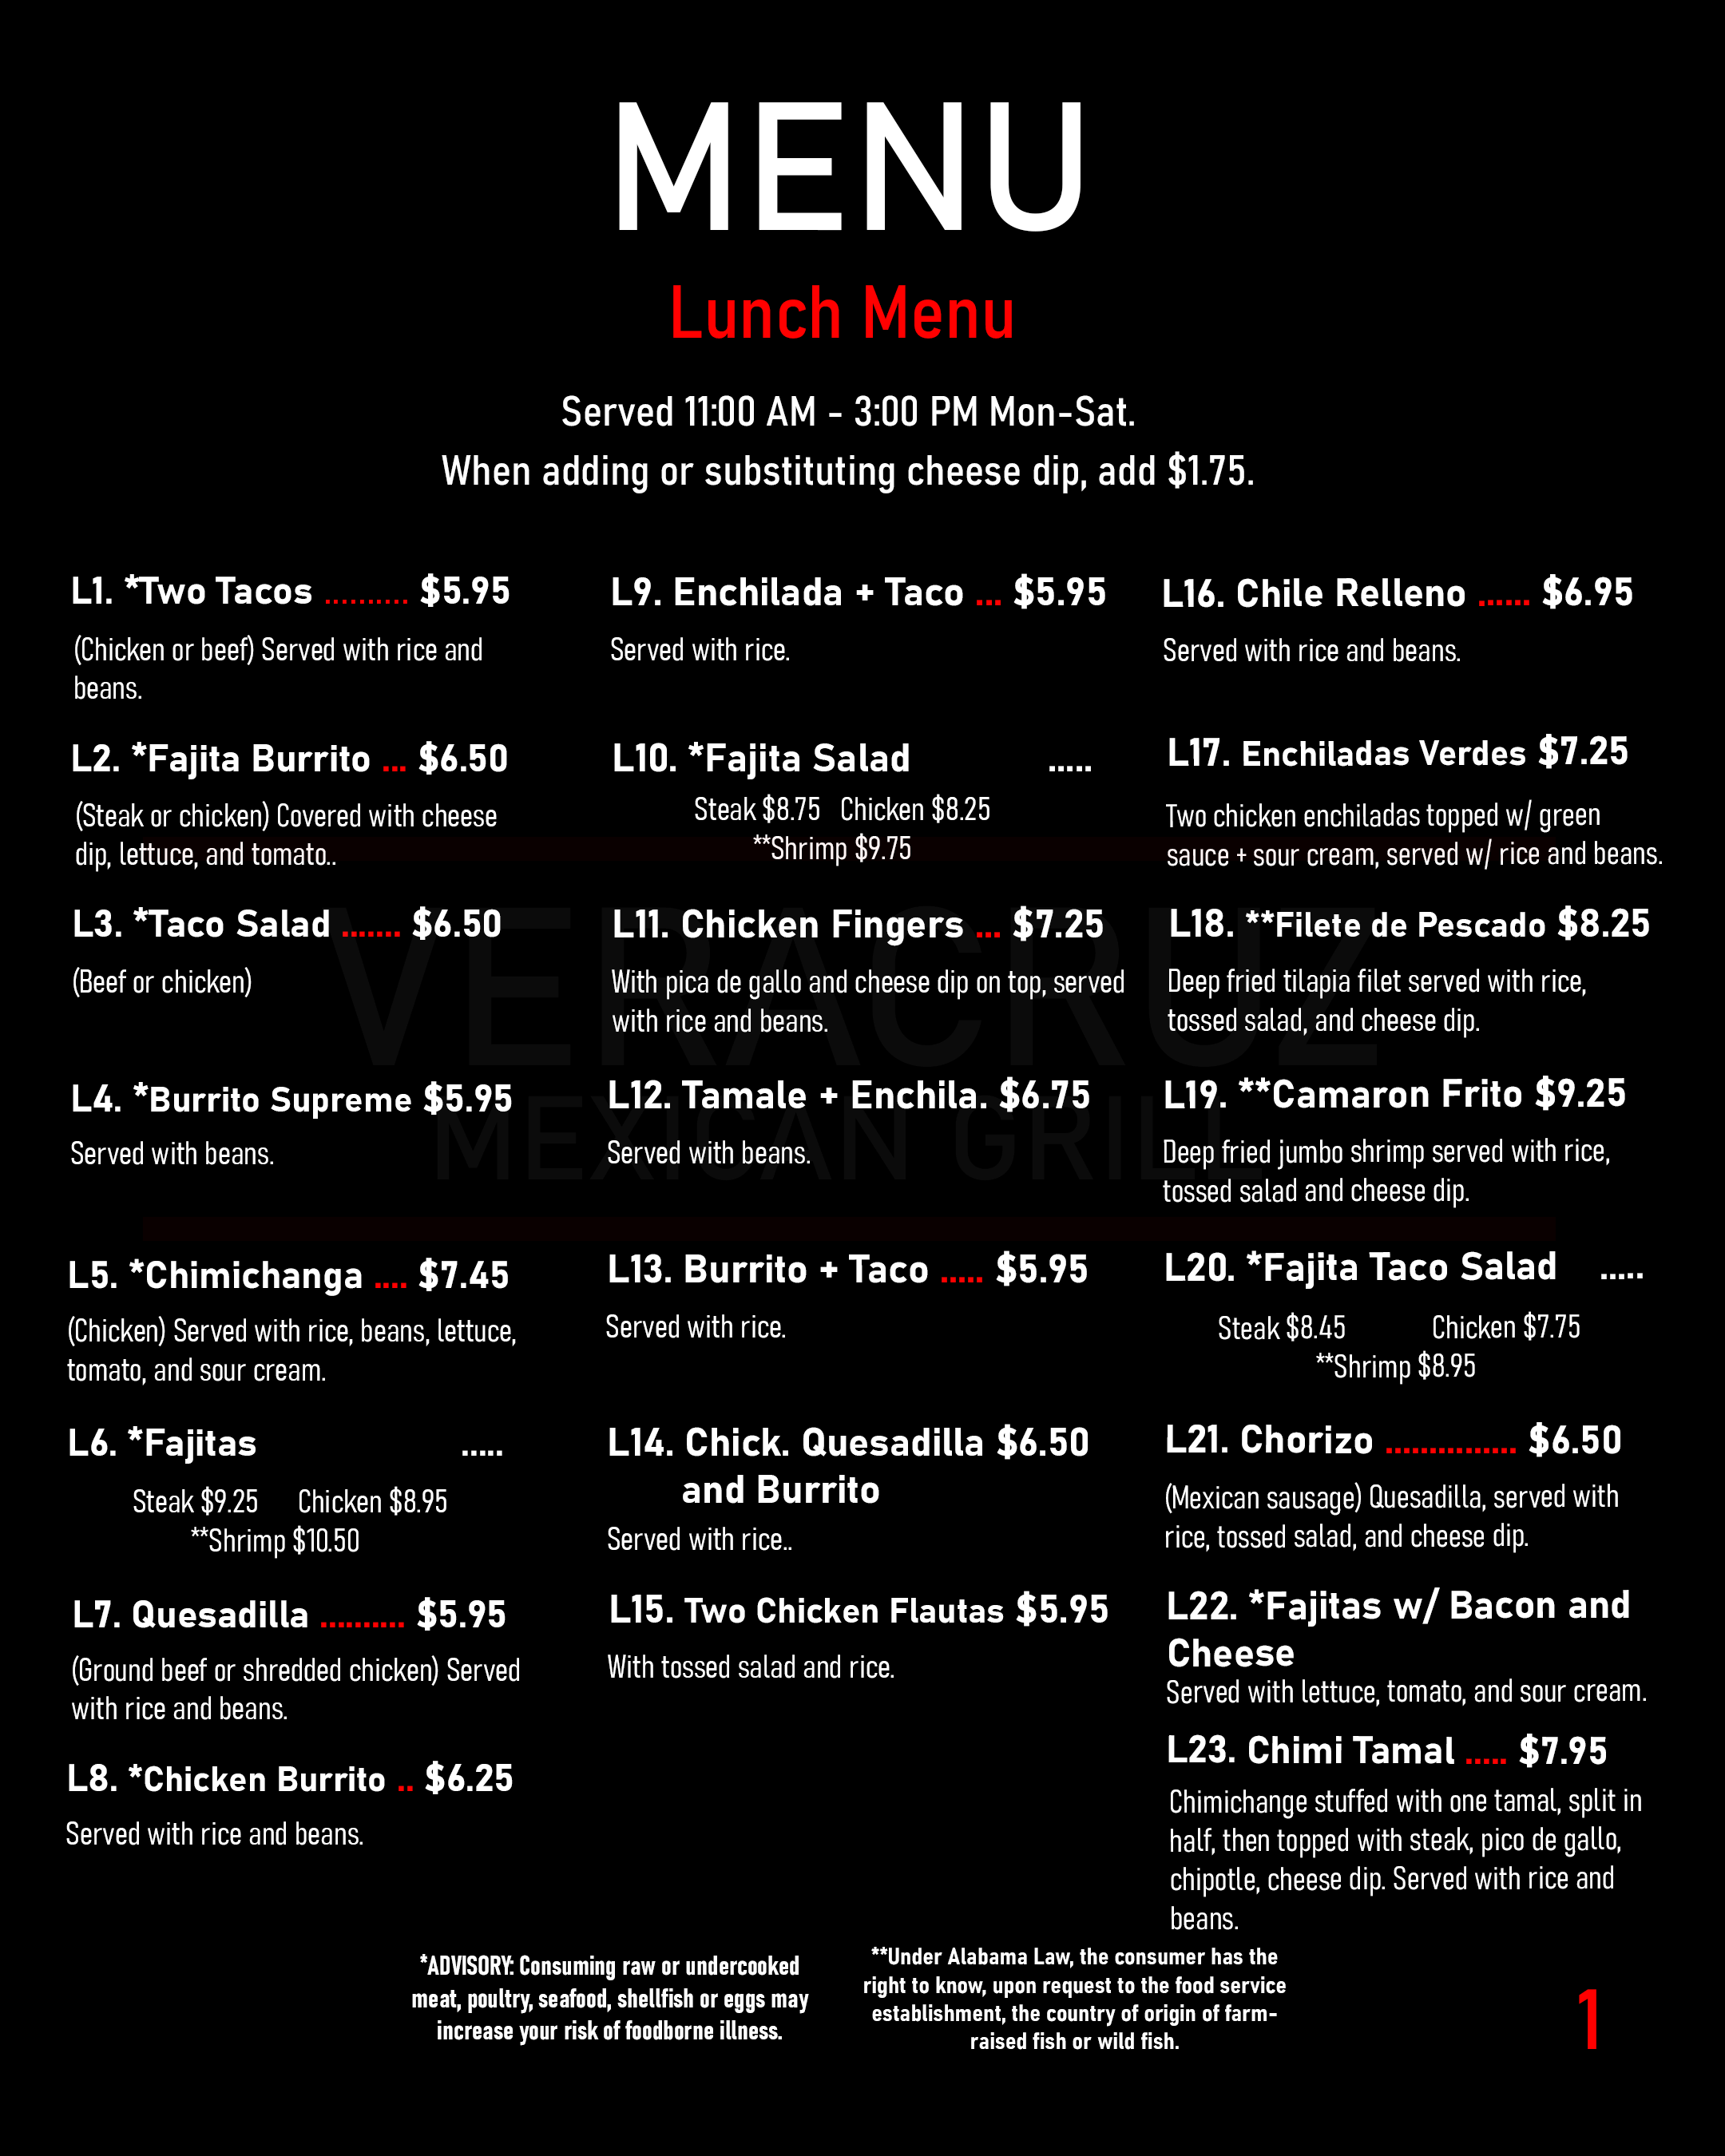 MENU
Lunch Menu
Served 11:00 AM - 3:00 PM Mon-Sat.
When adding or substituting cheese dip, add $1.75.
L1. *Two Tacos .......... $5.95
(Chicken or beef) Served with rice and
beans.
L2. *Fajita Burrito ... $6.50
(Steak or chicken) Covered with cheese
dip, lettuce, and tomato..
L3. *Taco Salad ....... $6.50
(Beef or chicken)
L4. *Burrito Supreme $5.95
Served with beans.
L5. *Chimichanga .... $7.45
(Chicken) Served with rice, beans, lettuce,
tomato, and sour cream.
L6. *Fajitas .....
Steak $9.25 Chicken $8.95
**Shrimp $10.50
L7. Quesadilla .......... $5.95
(Ground beef or shredded chicken) Served
with rice and beans.
L8. *Chicken Burrito .. $6.25
Served with rice and beans.
L9. Enchilada + Taco ... $5.95
Served with rice.
L10. *Fajita Salad .....
Steak $8.75 Chicken $8.25
**Shrimp $9.75
L11. Chicken Fingers ... $7.25
With pica de gallo and cheese dip on top, served
with rice and beans.
L12. Tamale + Enchila. $6.75
Served with beans.
L13. Burrito + Taco ..... $5.95
Served with rice.
L14. Chick. Quesadilla $6.50
and Burrito
Served with rice..
L15. Two Chicken Flautas $5.95
With tossed salad and rice.
L16. Chile Relleno ...... $6.95
Served with rice and beans.
L17. Enchiladas Verdes $7.25
Two chicken enchiladas topped w/ green
sauce + sour cream, served w/ rice and beans.
L18. **Filete de Pescado $8.25
Deep fried tilapia filet served with rice,
tossed salad, and cheese dip.
L19. **Camaron Frito $9.25
Deep fried jumbo shrimp served with rice,
tossed salad and cheese dip.
L20. *Fajita Taco Salad .....
Steak $8.45 Chicken $7.75
**Shrimp $8.95
L21. Chorizo ............... $6.50
(Mexican sausage) Quesadilla, served with
rice, tossed salad, and cheese dip.
L22. *Fajitas w/ Bacon and
Cheese
Served with lettuce, tomato, and sour cream.
L23. Chimi Tamal ..... $7.95
Chimichange stuffed with one tamal, split in
half, then topped with steak, pico de gallo,
chipotle, cheese dip. Served with rice and
beans.
VERACRUZ
MEXICAN GRILL
*ADVISORY: Consuming raw or undercooked
meat, poultry, seafood, shellfish or eggs may
increase your risk of foodborne illness.
**Under Alabama Law, the consumer has the
right to know, upon request to the food service
establishment, the country of origin of farm-
raised fish or wild fish.
1